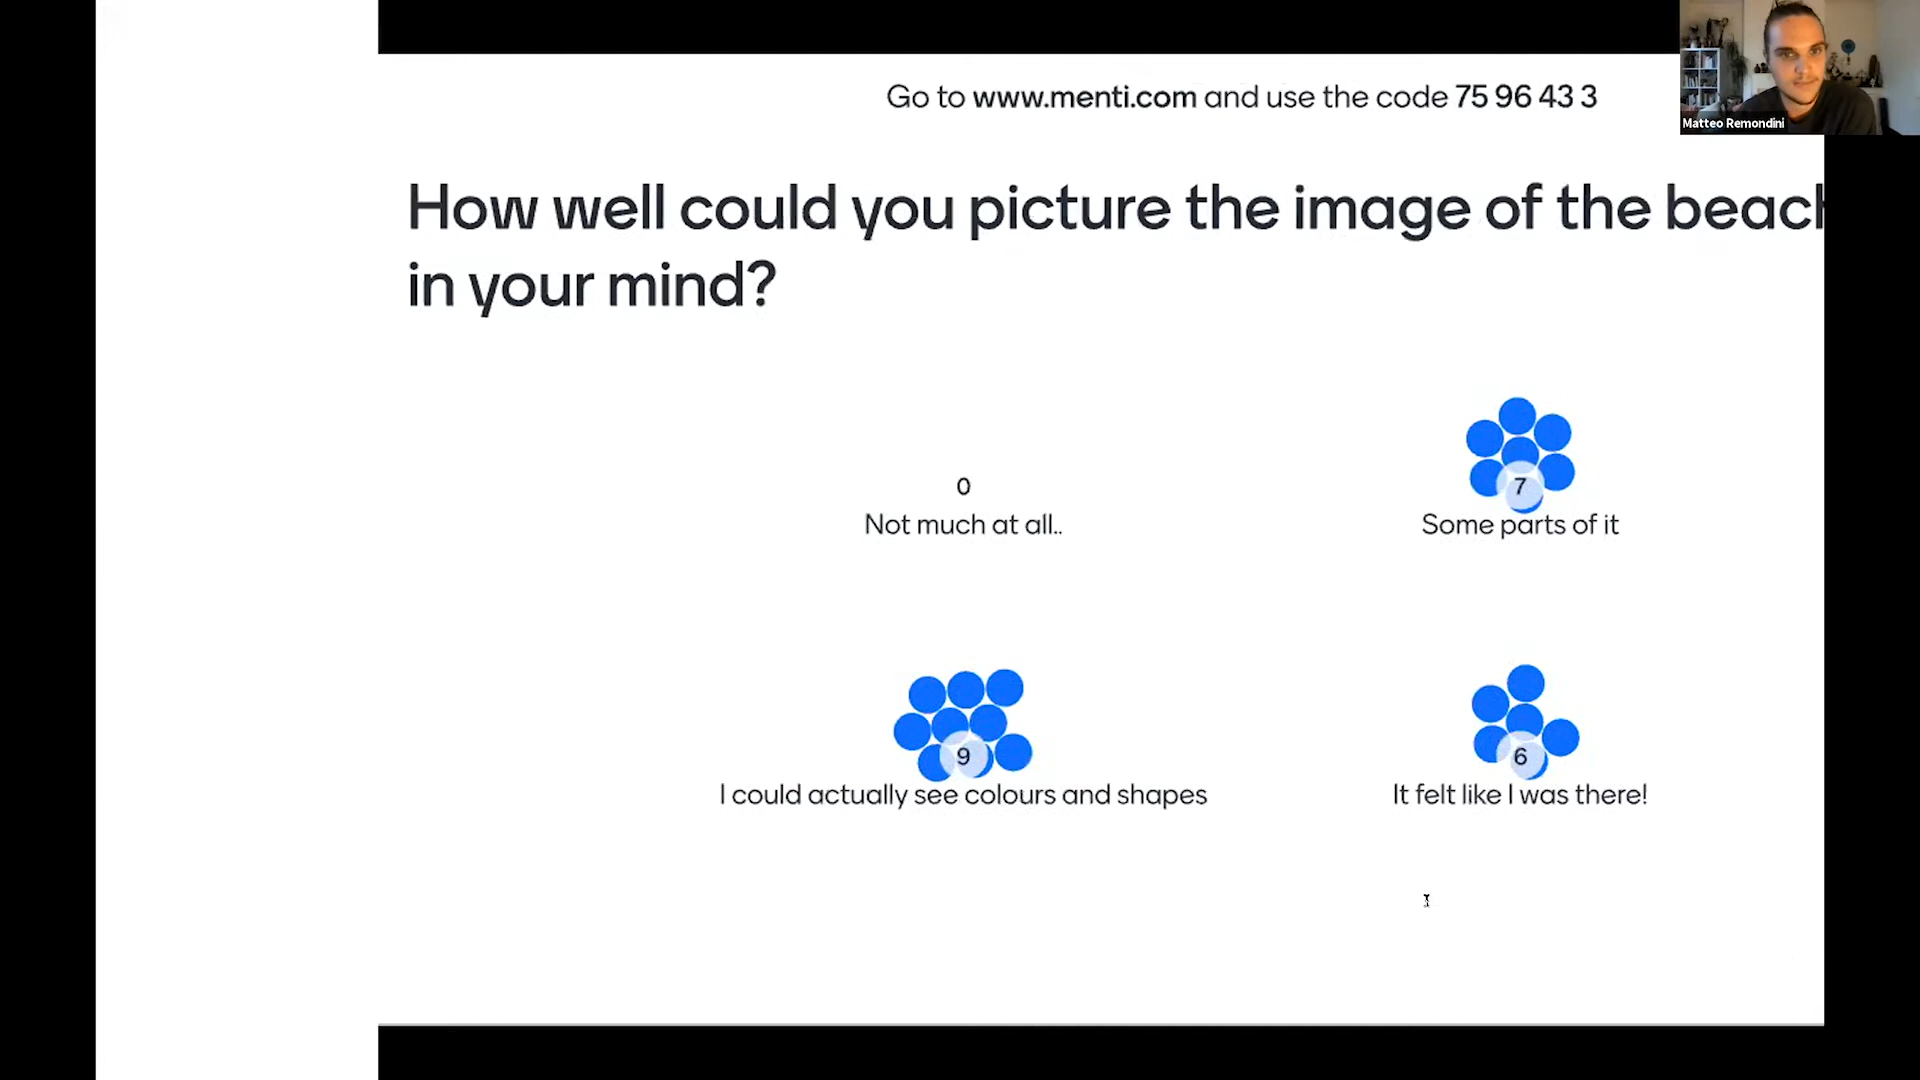 Go to www.menti.com and use the code 75 96 43 3
Matteo Remondini
How well could you picture the image of the beach
in your mind?
0
Not much at all..
7
Some parts of it
9
I could actually see colours and shapes
6
It felt like I was there!